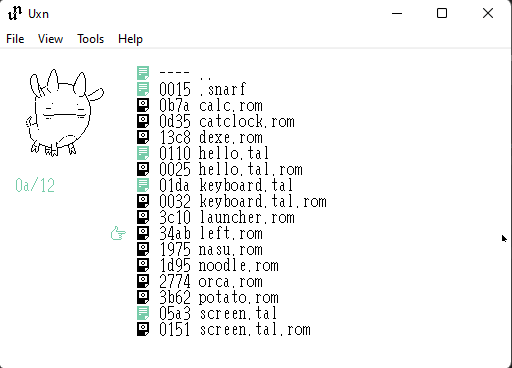 Uxn
File View Tools Help
---- ..
0015 .snarf
0b7a calc.rom
0d35 catclock.rom
13c8 dexe.rom
0110 hello.tal
0025 hello.tal.rom
0a/12
01da keyboard.tal
0032 keyboard.tal.rom
3c10 launcher.rom
34ab left.rom
1975 nasu.rom
1d95 noodle.rom
2774 orca.rom
3b62 potato.rom
05a3 screen.tal
0151 screen.tal.rom